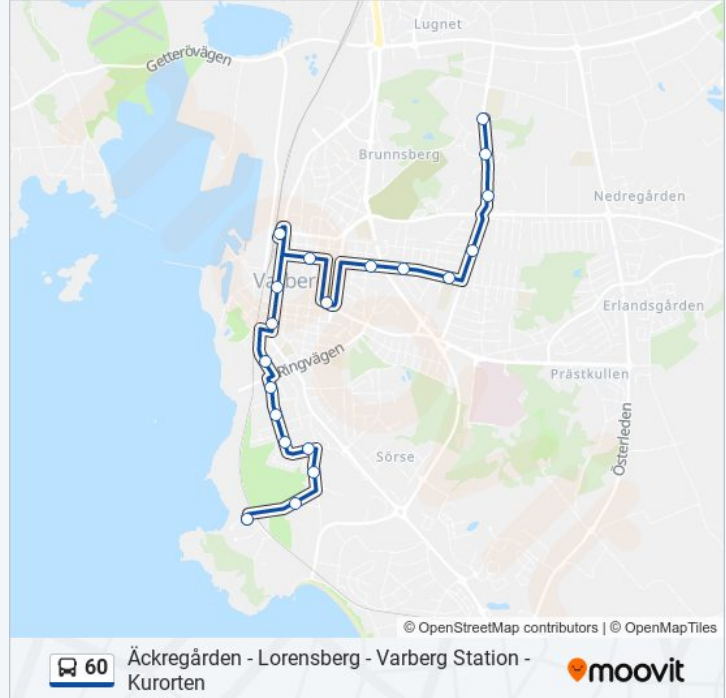 Lugnet
Getterövägen
Brunnsberg
Nedregården
Varber
Erlandsgården
Ringvägen
Prästkullen
Österleden
Sörse
© OpenStreetMap contributors | © OpenMapTiles
60
Äckregården - Lorensberg - Varberg Station -
Kurorten
moovit